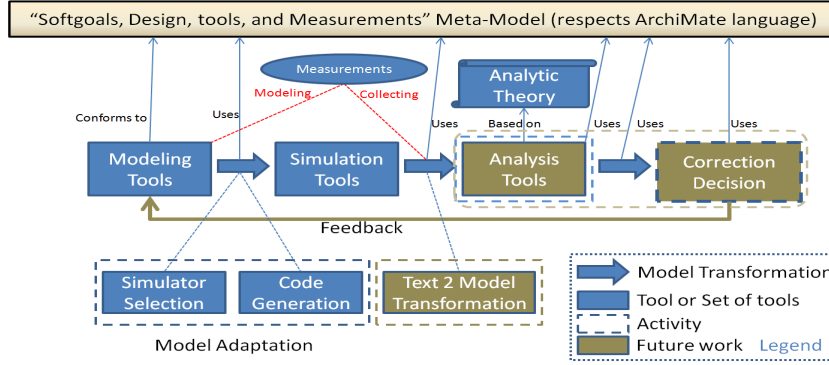 “Softgoals, Design, tools, and Measurements” Meta-Model (respects ArchiMate language)
Measurements
Analytic
Theory
Modeling
Collecting
Conforms to
Uses
Uses
Based on
Uses
Uses
Uses
Modeling
Tools
Simulation
Tools
Analysis
Tools
Correction
Decision
Feedback
Simulator
Selection
Code
Generation
Text 2 Model
Transformation
Model Adaptation
Model Transformation
Tool or Set of tools
Activity
Future work
Legend